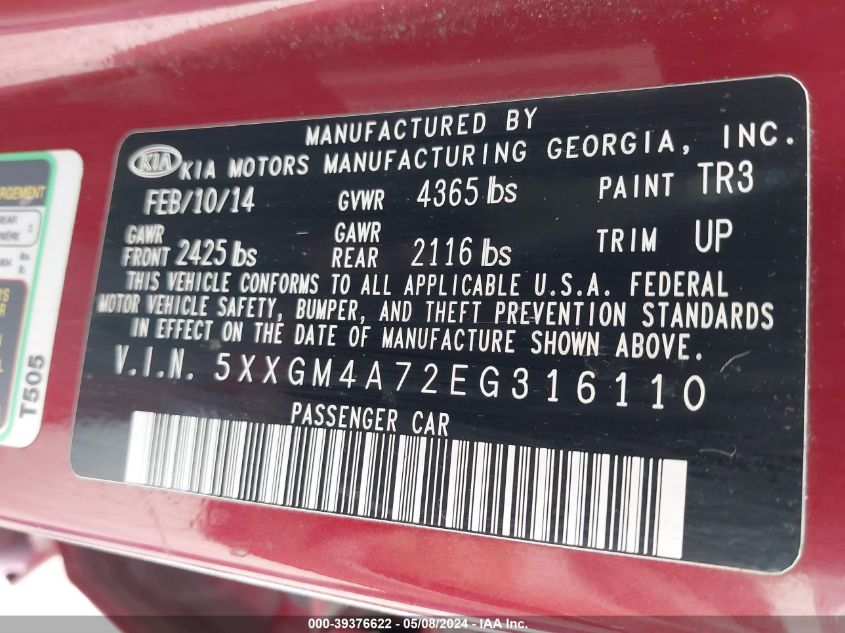 MANUFACTURED BY
KIA KIA MOTORS MANUFACTURING GEORGIA, INC.
FEB/10/14 GVWR 4365 lbs PAINT TR3
GAWR FRONT 2425 lbs GAWR REAR 2116 lbs TRIM UP
THIS VEHICLE CONFORMS TO ALL APPLICABLE U.S.A. FEDERAL
MOTOR VEHICLE SAFETY, BUMPER, AND THEFT PREVENTION STANDARDS
IN EFFECT ON THE DATE OF MANUFACTURE SHOWN ABOVE.
V.I.N. 5XXGM4A72EG316110
PASSENGER CAR
T505
000-39376622 - 05/08/2024 - IAA Inc.